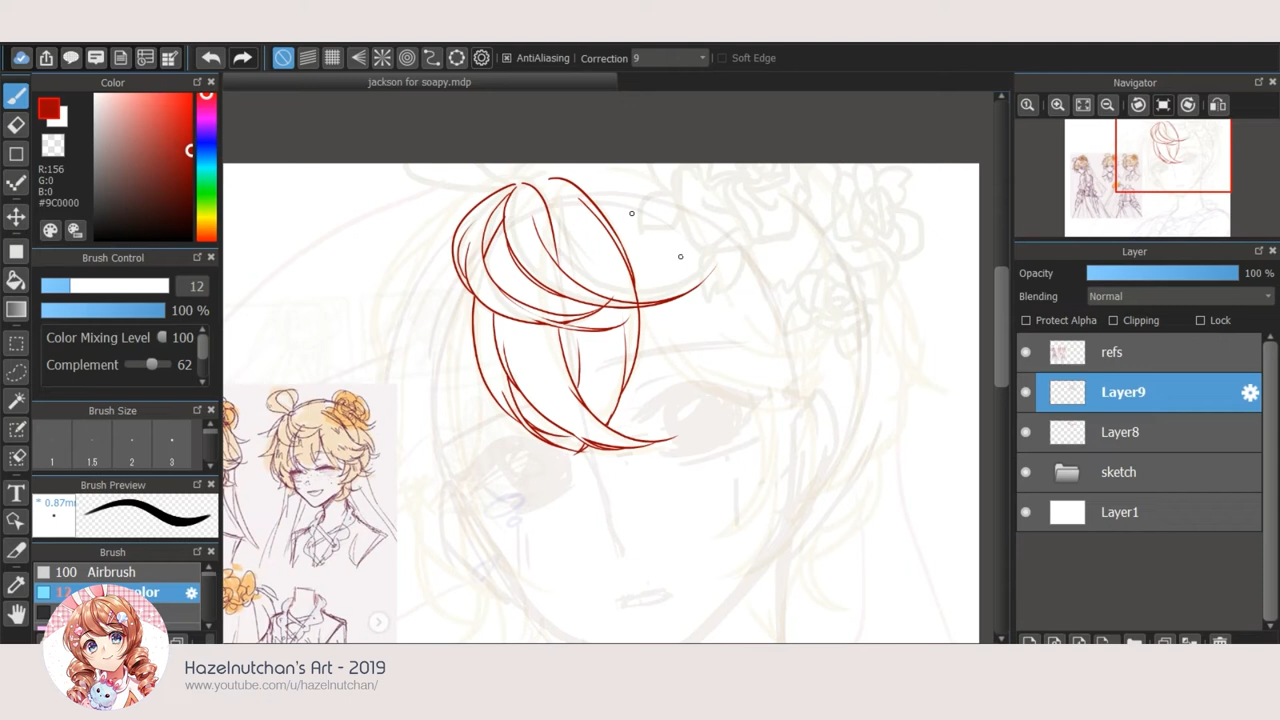 AntiAliasing Correction 9 Soft Edge
Color
jackson for soapy.mdp
Navigator
R:156
G:0
B:0
#9C0000
Brush Control
12
100 %
Color Mixing Level 100
Complement 62
Brush Size
1 1.5 2 3
Brush Preview
* 0.87m
Brush
100 Airbrush
Layer
Opacity 100 %
Blending Normal
Protect Alpha Clipping Lock
refs
Layer9
Layer8
sketch
Layer1
Hazelnutchan's Art - 2019
www.youtube.com/u/hazelnutchan/